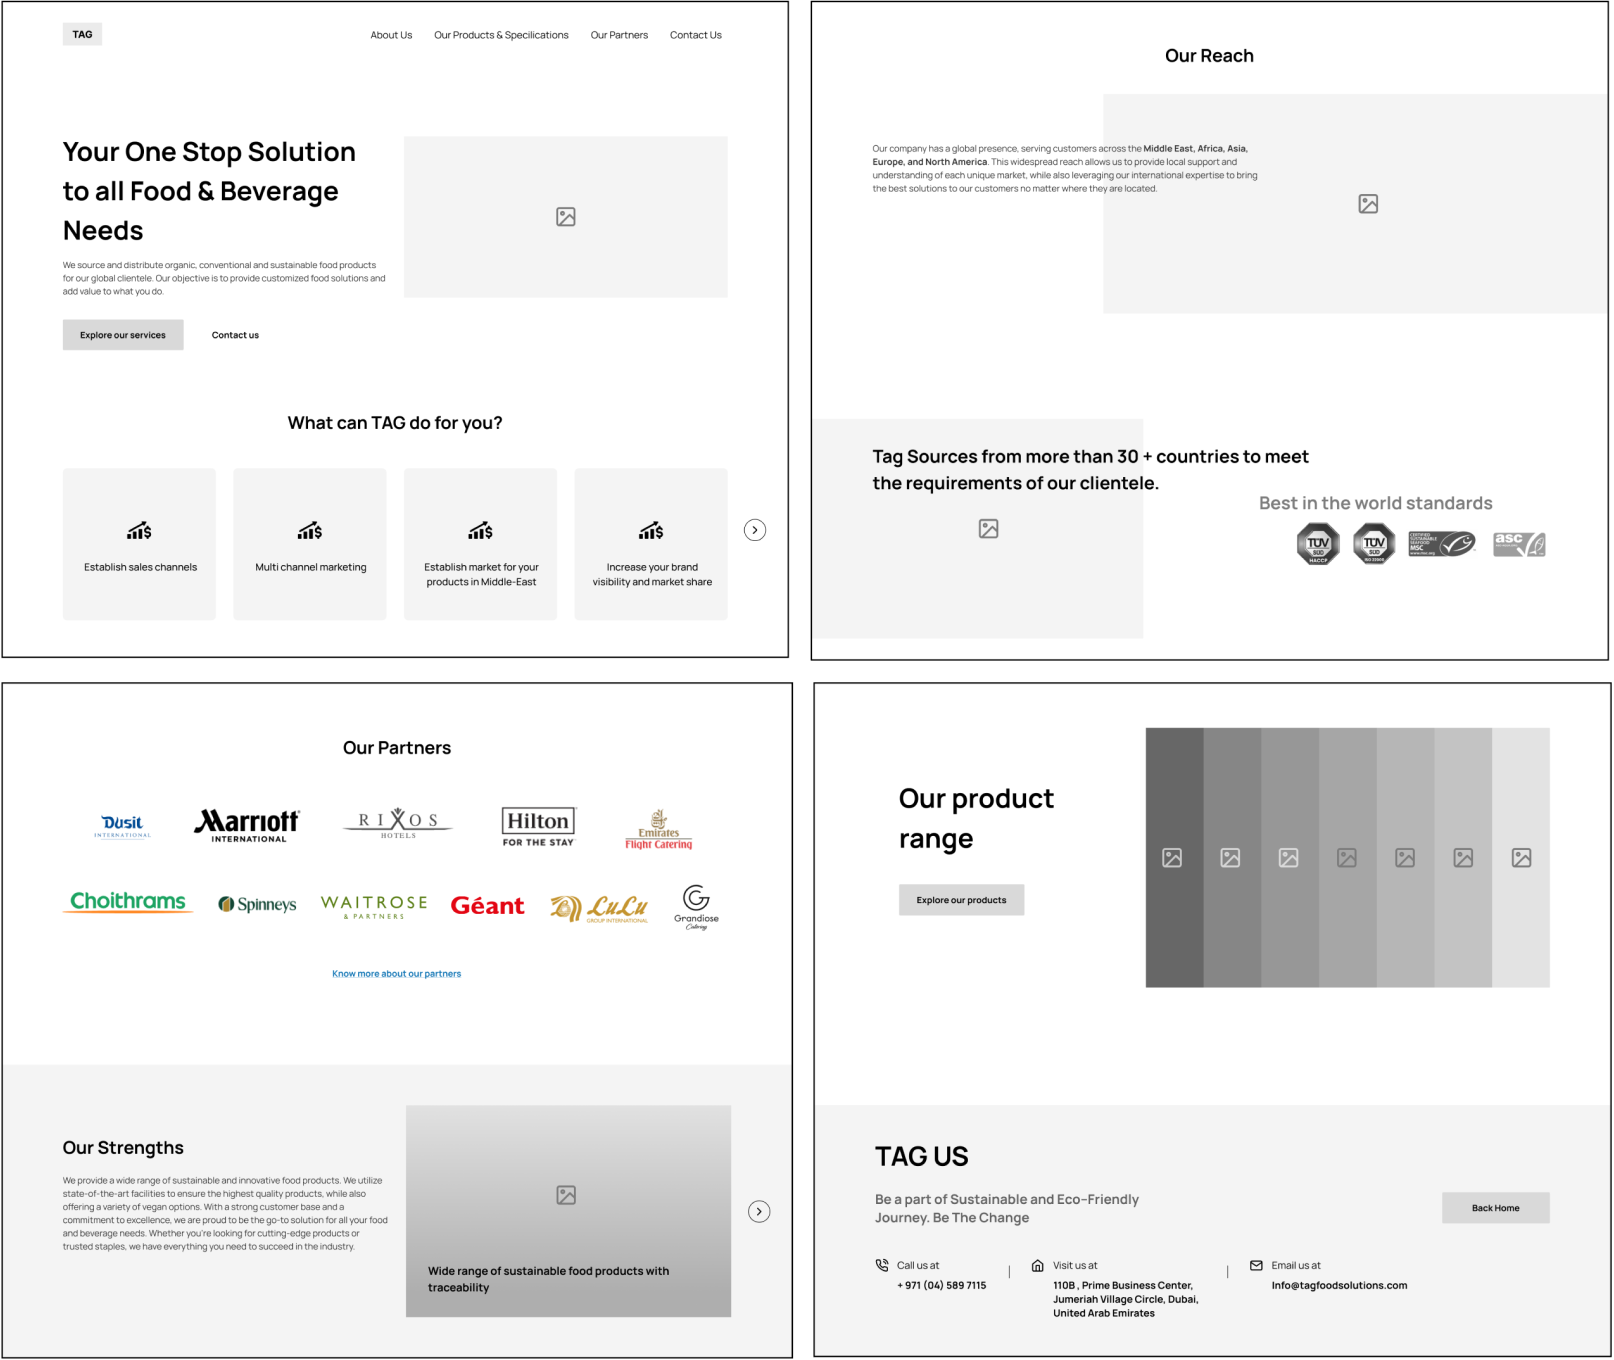 TAG
About Us
Our Products & Specilications
Our Partners
Contact Us
Your One Stop Solution
to all Food & Beverage
Needs
We source and distribute organic, conventional and sustainable food products
for our global clientele. Our objective is to provide customized food solutions and
add value to what you do.
Explore our services
Contact us
What can TAG do for you?
Establish sales channels
Multi channel marketing
Establish market for your
products in Middle-East
Increase your brand
visibility and market share
Our Reach
Our company has a global presence, serving customers across the Middle East, Africa, Asia,
Europe, and North America. This widespread reach allows us to provide local support and
understanding of each unique market, while also leveraging our international expertise to bring
the best solutions to our customers no matter where they are located.
Tag Sources from more than 30 + countries to meet
the requirements of our clientele.
Best in the world standards
TUV
SUD
HACCP
TUV
SUD
ISO 22000
CERTIFIED
SUSTAINABLE
SEAFOOD
MSC
www.msc.org
asc
Our Partners
Dusit
INTERNATIONAL
Marriott
INTERNATIONAL
RIXOS
HOTELS
Hilton
FOR THE STAY
Emirates
Flight Catering
Choithrams
Spinneys
WAITROSE
& PARTNERS
Géant
LuLu
GROUP INTERNATIONAL
Grandiose
Catering
Know more about our partners
Our Strengths
We provide a wide range of sustainable and innovative food products. We utilize
state-of-the-art facilities to ensure the highest quality products, while also
offering a variety of vegan options. With a strong customer base and a
commitment to excellence, we are proud to be the go-to solution for all your food
and beverage needs. Whether you're looking for cutting-edge products or
trusted staples, we have everything you need to succeed in the industry.
Wide range of sustainable food products with
traceability
Our product
range
Explore our products
TAG US
Be a part of Sustainable and Eco-Friendly
Journey. Be The Change
Back Home
Call us at
+ 971 (04) 589 7115
Visit us at
110B , Prime Business Center,
Jumeriah Village Circle, Dubai,
United Arab Emirates
Email us at
Info@tagfoodsolutions.com